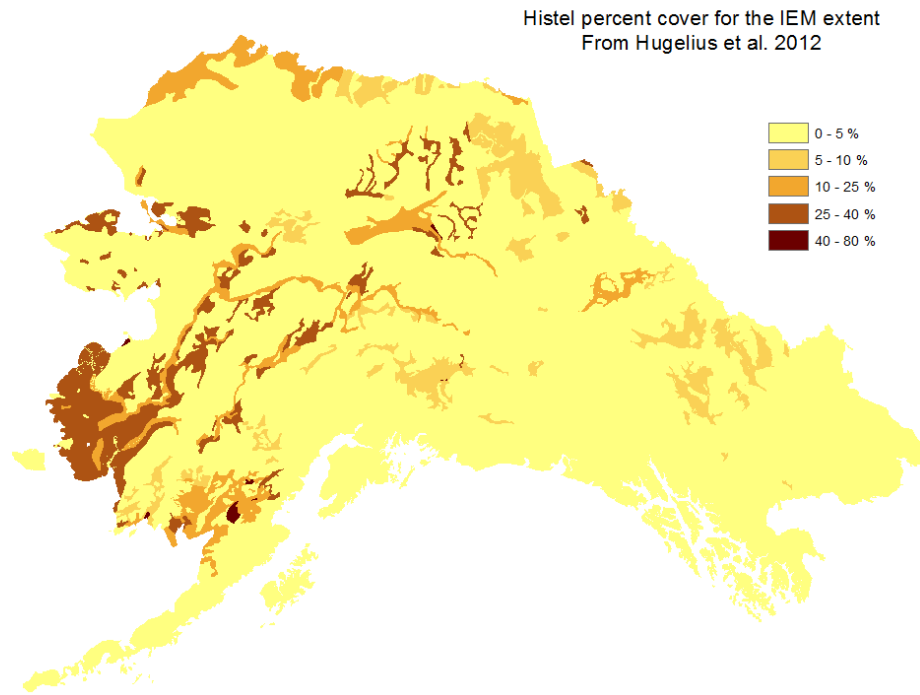 Histel percent cover for the IEM extent
From Hugelius et al. 2012
0 - 5 %
5 - 10 %
10 - 25 %
25 - 40 %
40 - 80 %